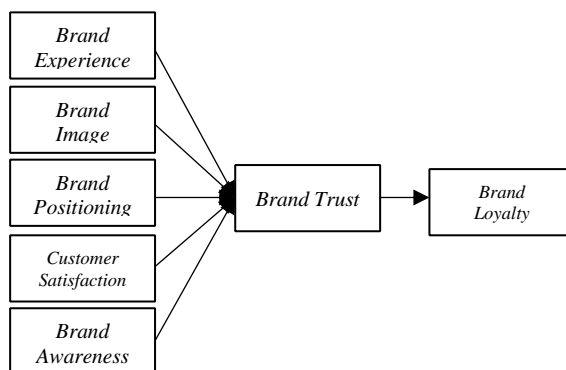 Brand
Experience
Brand
Image
Brand
Positioning
Customer
Satisfaction
Brand
Awareness
Brand Trust
Brand
Loyalty